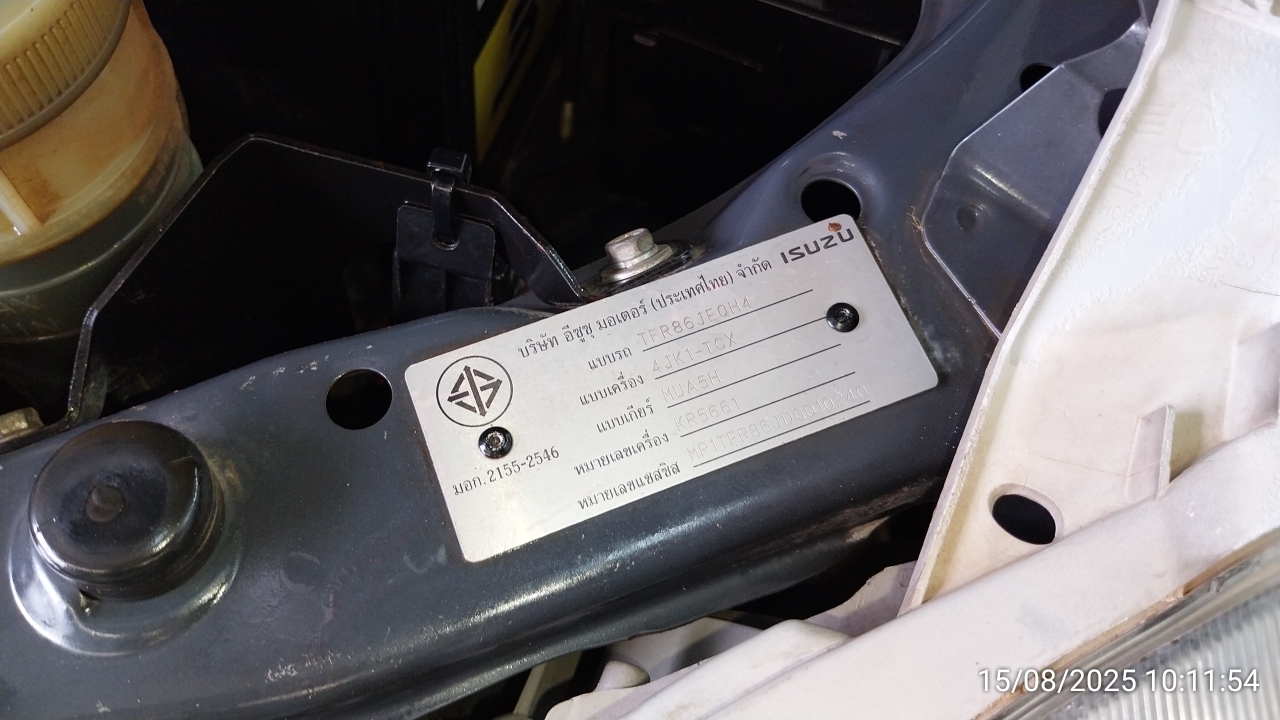 บริษัท อีซูซุ มอเตอร์ (ประเทศไทย) จำกัด ISUZU
แบบรถ TFR86JEQH4
แบบเครื่อง 4JK1-TCX
แบบเกียร์ MUA5H
หมายเลขเครื่อง KR5661
หมายเลขแชสซีส
มอก.2155-2546
15/08/2025 10:11:54